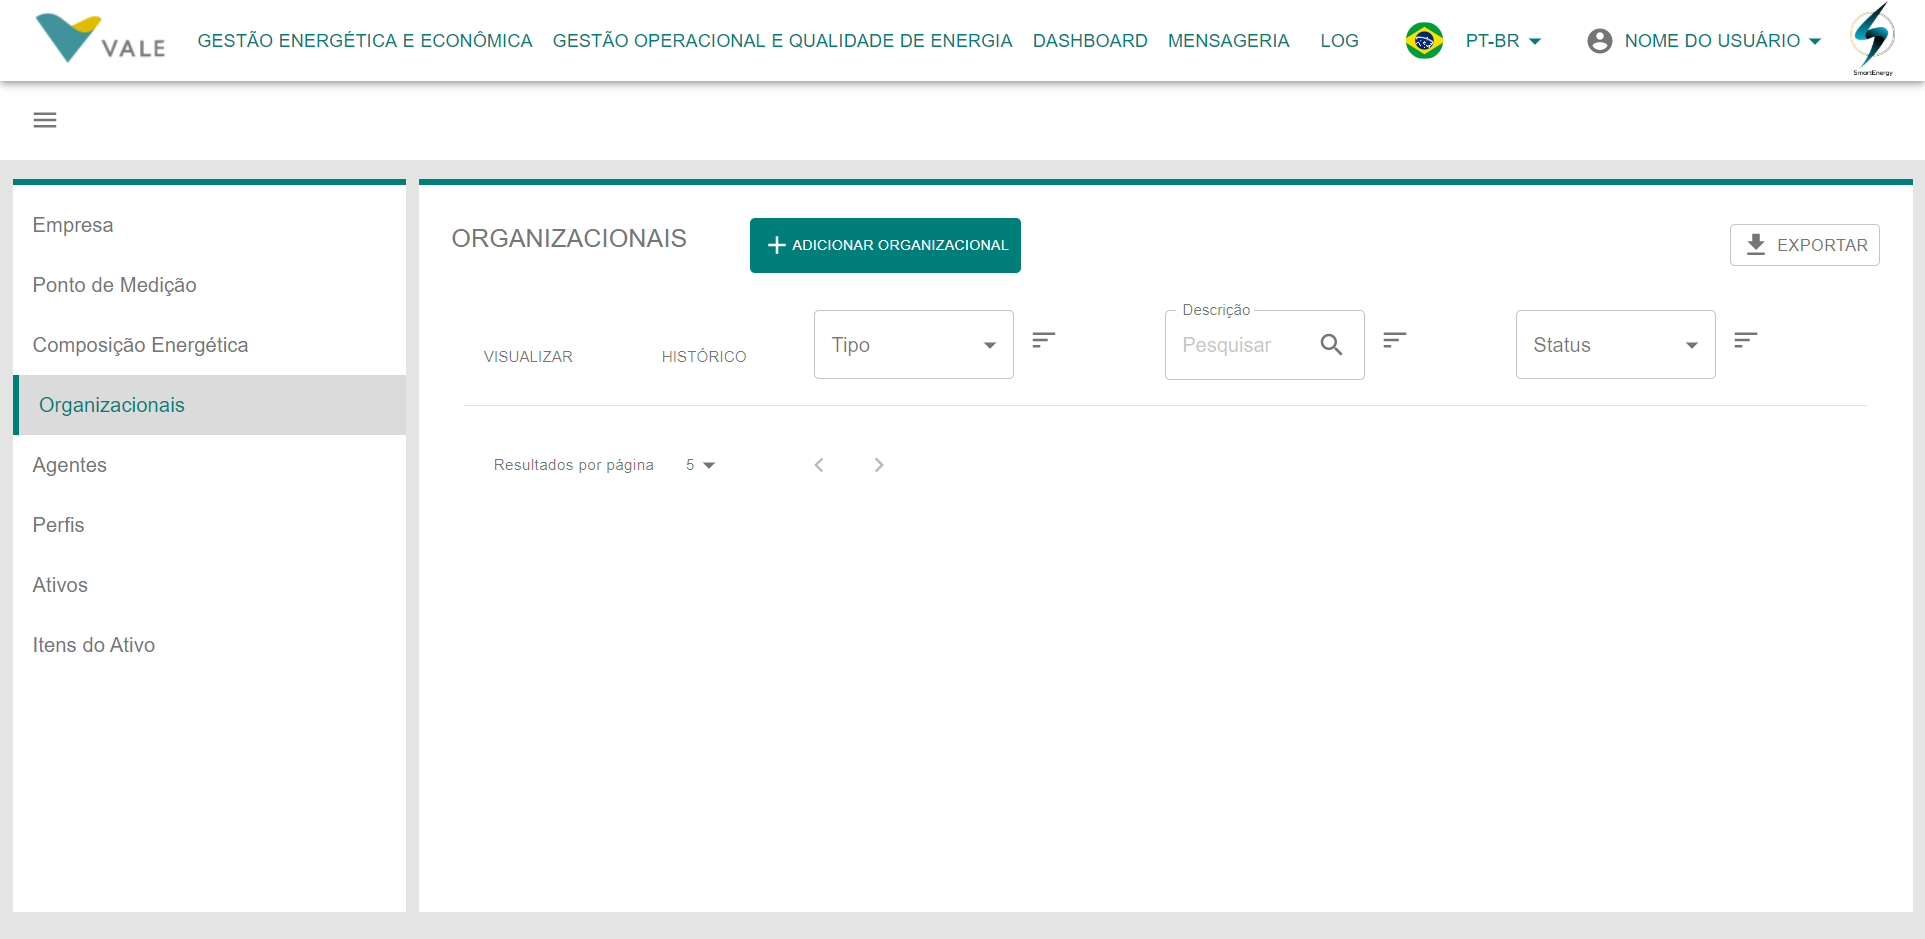 VALE
GESTÃO ENERGÉTICA E ECONÔMICA
GESTÃO OPERACIONAL E QUALIDADE DE ENERGIA
DASHBOARD
MENSAGERIA
LOG
PT-BR
NOME DO USUÁRIO
SmartEnergy
Empresa
Ponto de Medição
Composição Energética
Organizacionais
Agentes
Perfis
Ativos
Itens do Ativo
ORGANIZACIONAIS
ADICIONAR ORGANIZACIONAL
EXPORTAR
VISUALIZAR
HISTÓRICO
Tipo
Descrição
Pesquisar
Status
Resultados por página
5